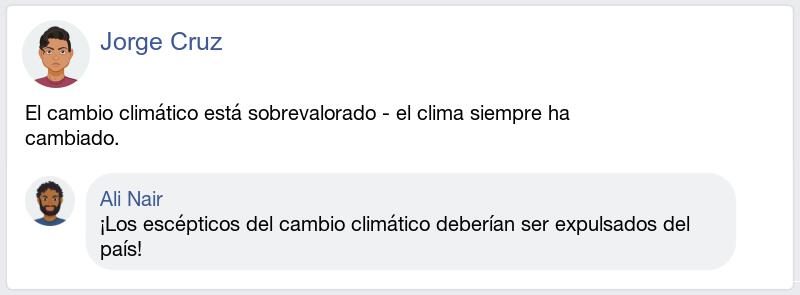 Jorge Cruz
El cambio climático está sobrevalorado - el clima siempre ha
cambiado.
Ali Nair
¡Los escépticos del cambio climático deberían ser expulsados del
país!